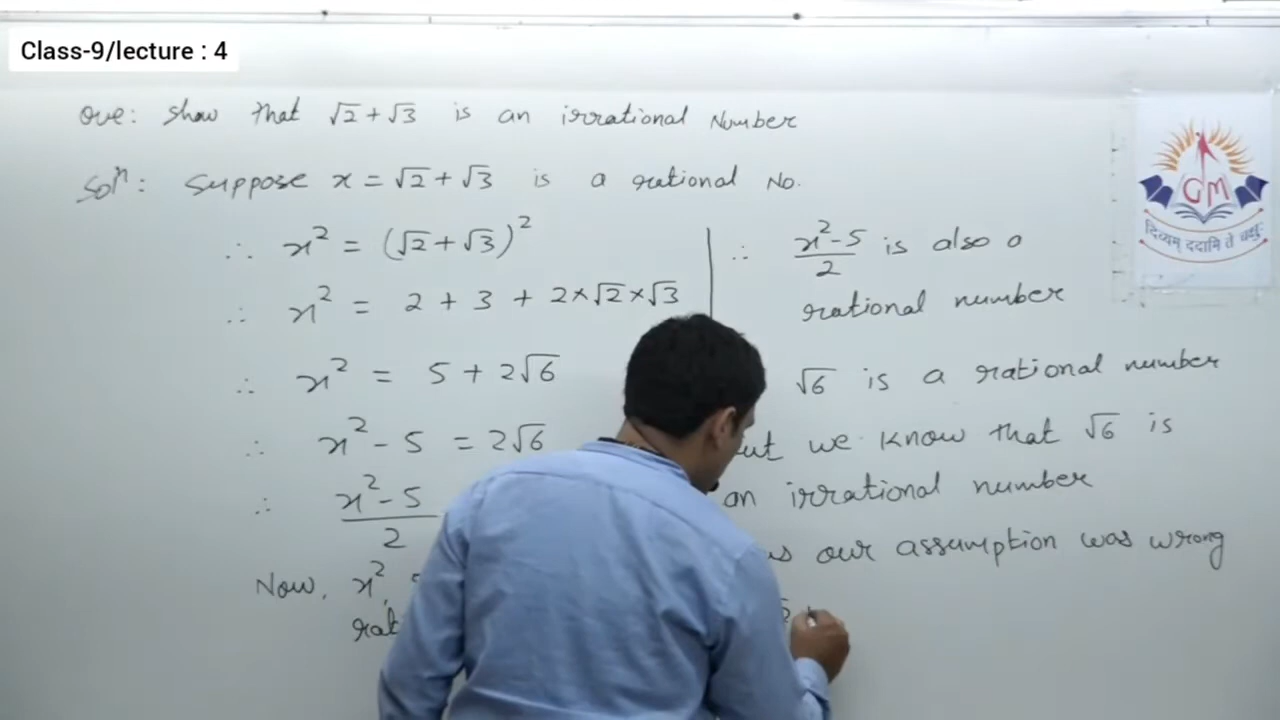 Class-9/lecture : 4
Que: Show that √2 + √3 is an irrational Number
Solⁿ: Suppose x = √2 + √3 is a rational No.
∴ x² = (√2 + √3)²
∴ x² = 2 + 3 + 2×√2×√3
∴ x² = 5 + 2√6
∴ x² - 5 = 2√6
∴ x² - 5 / 2
Now, x²,
∴ x² - 5 / 2 is also a
rational number
√6 is a rational number
we know that √6 is
an irrational number
our assumption was wrong
GM
दिव्यम् ददामि ते चक्षुः